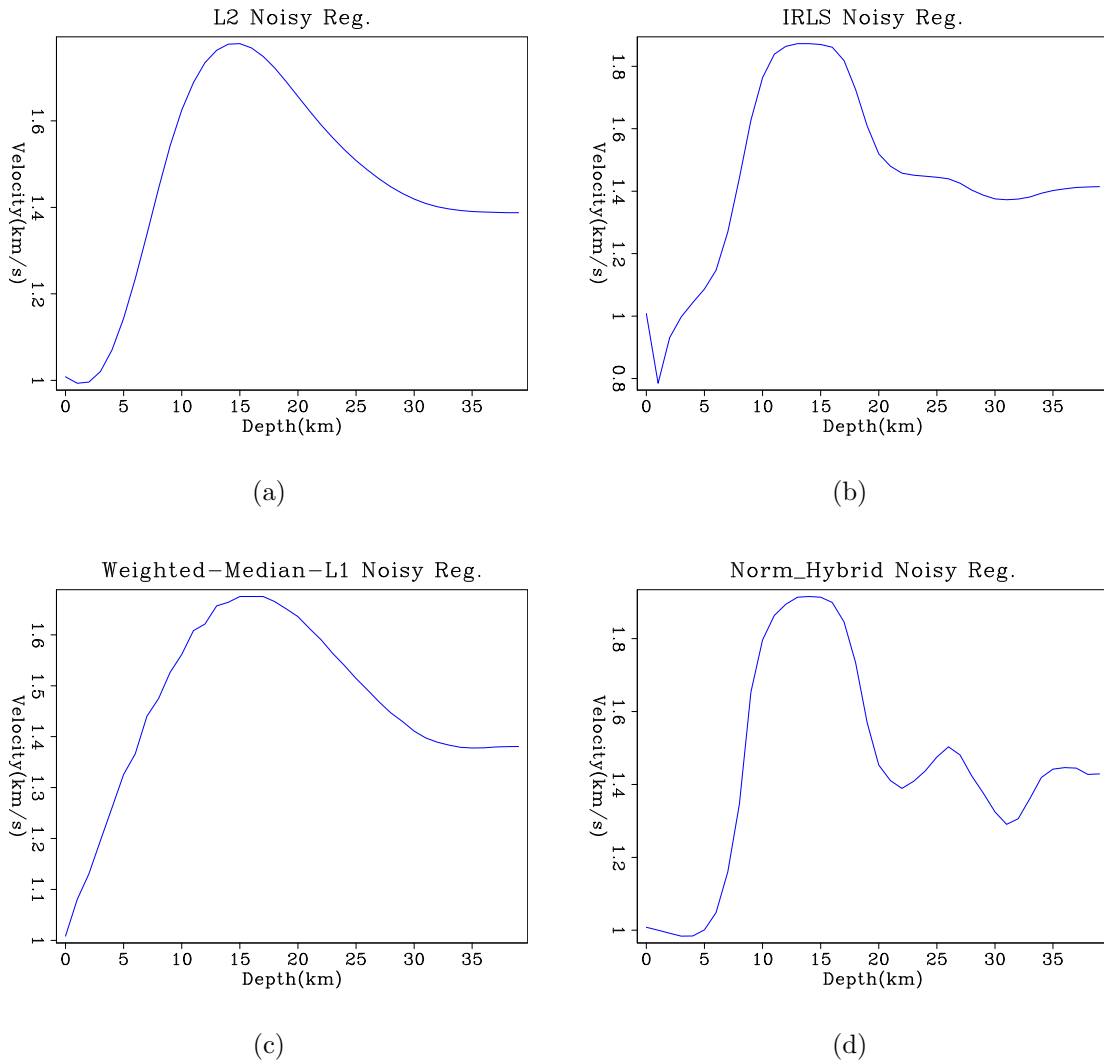 L2 Noisy Reg.
Velocity(km/s)
1 1.2 1.4 1.6
0 5 10 15 20 25 30 35
Depth(km)
(a)
IRLS Noisy Reg.
Velocity(km/s)
0.8 1 1.2 1.4 1.6 1.8
0 5 10 15 20 25 30 35
Depth(km)
(b)
Weighted-Median-L1 Noisy Reg.
Velocity(km/s)
1 1.1 1.2 1.3 1.4 1.5 1.6
0 5 10 15 20 25 30 35
Depth(km)
(c)
Norm_Hybrid Noisy Reg.
Velocity(km/s)
1 1.2 1.4 1.6 1.8
0 5 10 15 20 25 30 35
Depth(km)
(d)